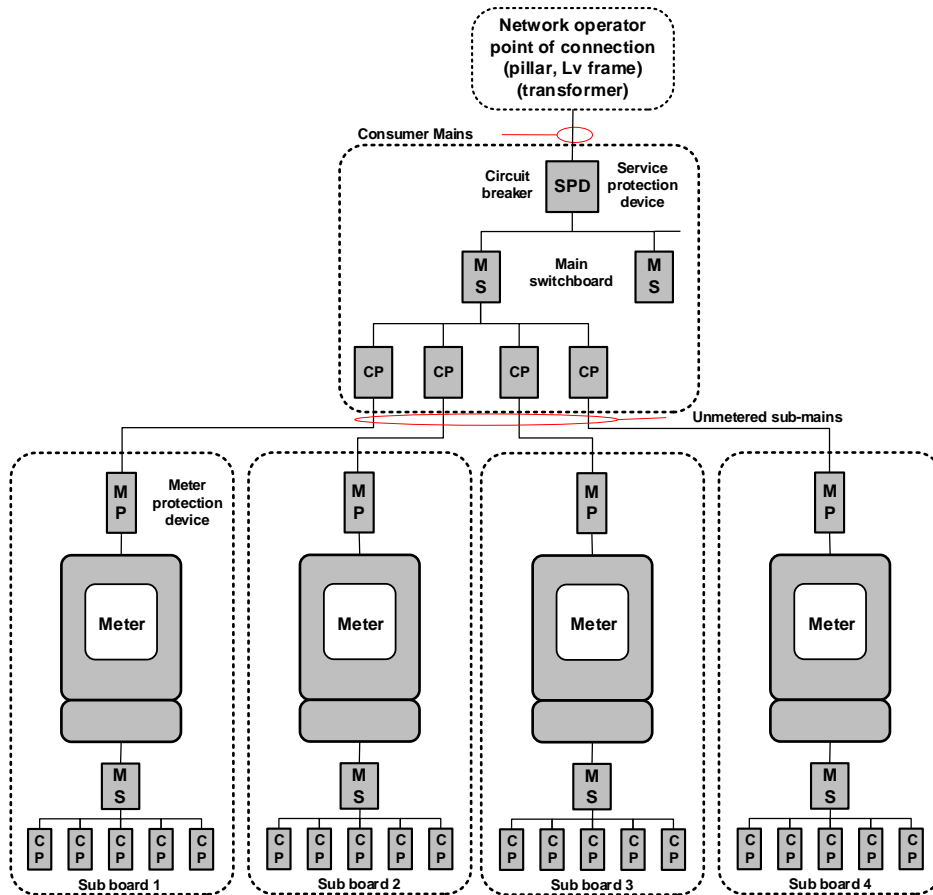 Network operator
point of connection
(pillar, Lv frame)
(transformer)
Consumer Mains
Circuit
breaker
SPD
Service
protection
device
M
S
Main
switchboard
M
S
CP
CP
CP
CP
Unmetered sub-mains
M
P
Meter
protection
device
M
P
M
P
M
P
Meter
Meter
Meter
Meter
M
S
M
S
M
S
M
S
C
P
C
P
C
P
C
P
C
P
C
P
C
P
C
P
C
P
C
P
C
P
C
P
C
P
C
P
C
P
C
P
C
P
C
P
C
P
C
P
Sub board 1
Sub board 2
Sub board 3
Sub board 4